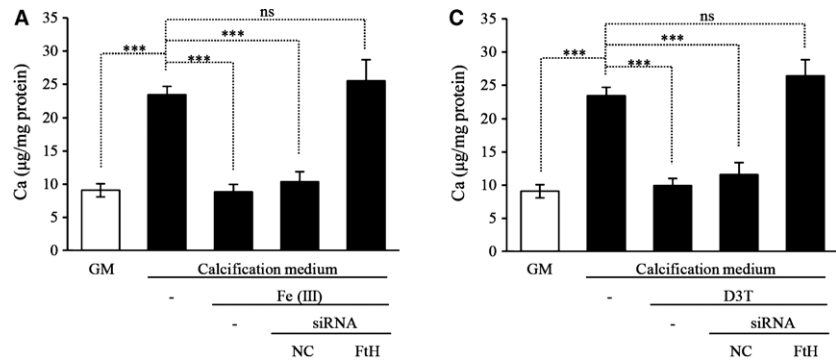 A
ns
***
***
***
Ca (µg/mg protein)
35
30
25
20
15
10
5
0
GM
Calcification medium
-
Fe (III)
-
siRNA
NC
FtH
C
ns
***
***
***
Ca (µg/mg protein)
35
30
25
20
15
10
5
0
GM
Calcification medium
-
D3T
-
siRNA
NC
FtH